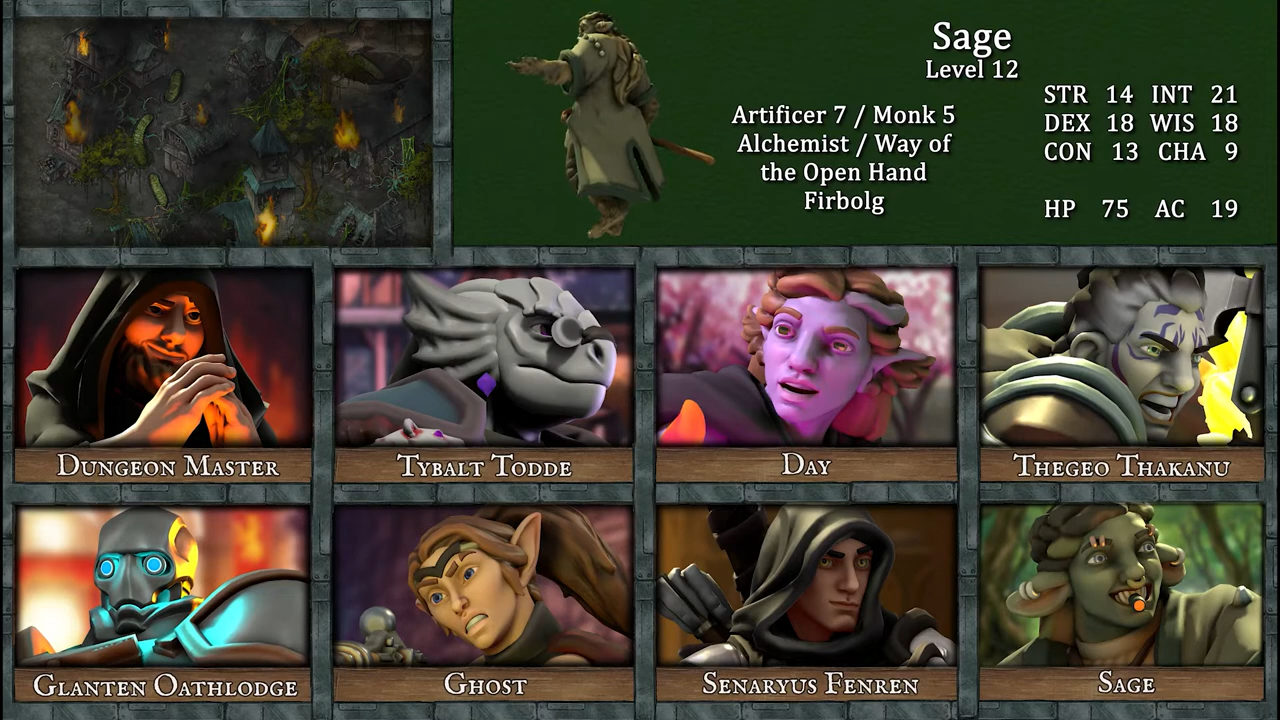 Sage
Level 12
Artificer 7 / Monk 5
Alchemist / Way of
the Open Hand
Firbolg
STR 14 INT 21
DEX 18 WIS 18
CON 13 CHA 9
HP 75 AC 19
Dungeon Master
Tybalt Todde
Day
Thegeo Thakanu
Glanten Oathlodge
Ghost
Senaryus Fenren
Sage